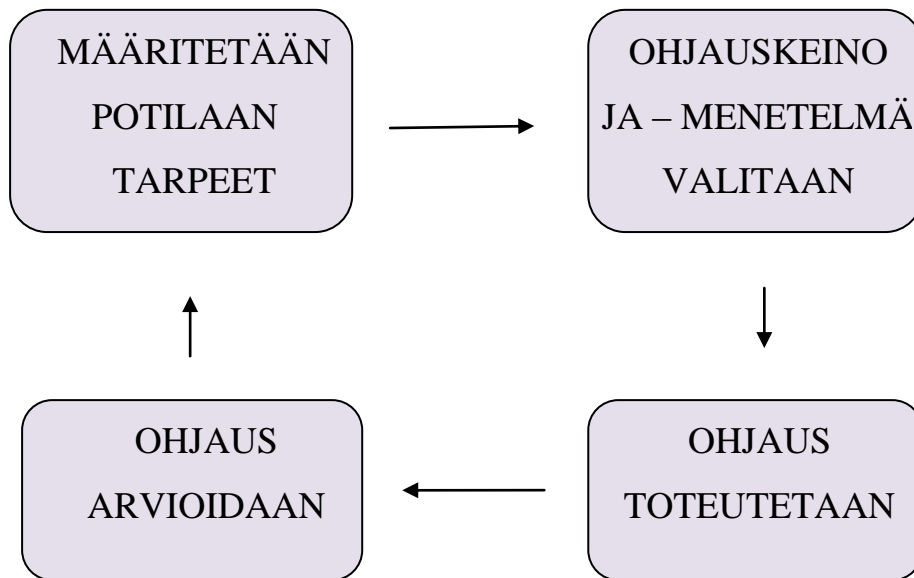 MÄÄRITETÄÄN
POTILAAN
TARPEET
OHJAUSKEINO
JA – MENETELMÄ
VALITAAN
OHJAUS
TOTEUTETAAN
OHJAUS
ARVIOIDAAN